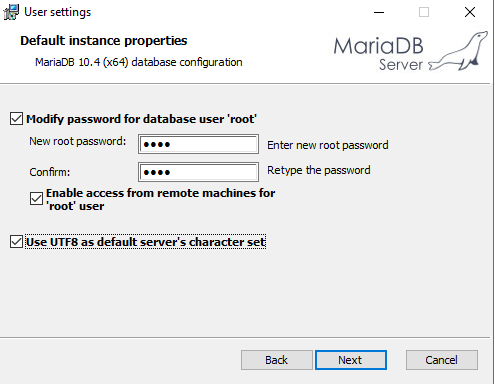 User settings
Default instance properties
MariaDB 10.4 (x64) database configuration
MariaDB
Server
Modify password for database user 'root'
New root password: •••• Enter new root password
Confirm: •••• Retype the password
Enable access from remote machines for
'root' user
Use UTF8 as default server's character set
Back Next Cancel